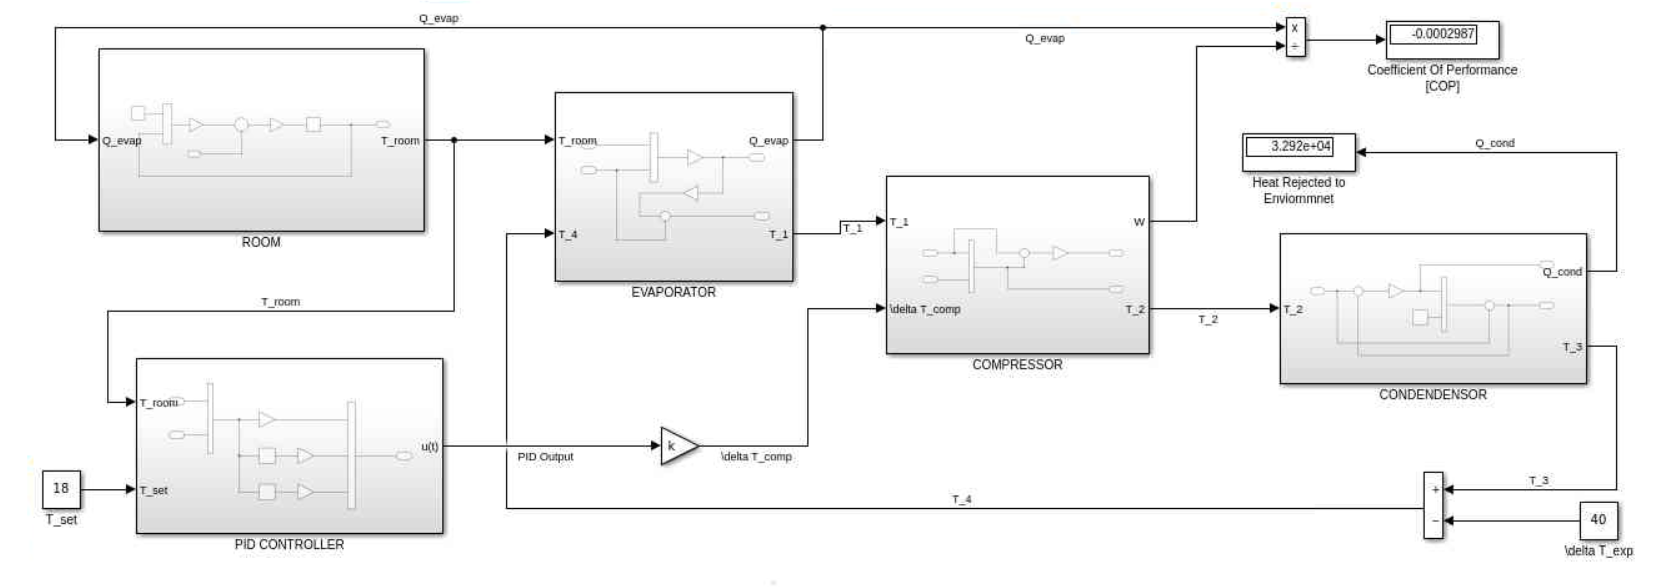 Q_evap
Q_evap
x
÷
-0.0002987
Coefficient Of Performance
[COP]
Q_evap
T_room
ROOM
T_room
Q_evap
T_4
T_1
EVAPORATOR
T_1
T_1
\delta T_comp
W
T_2
COMPRESSOR
3.292e+04
Heat Rejected to
Enviornmnet
Q_cond
T_2
T_2
Q_cond
T_3
CONDENDENSOR
T_room
T_room
T_set
u(t)
PID CONTROLLER
18
T_set
PID Output
k
\delta T_comp
T_4
+
−
T_3
40
\delta T_exp